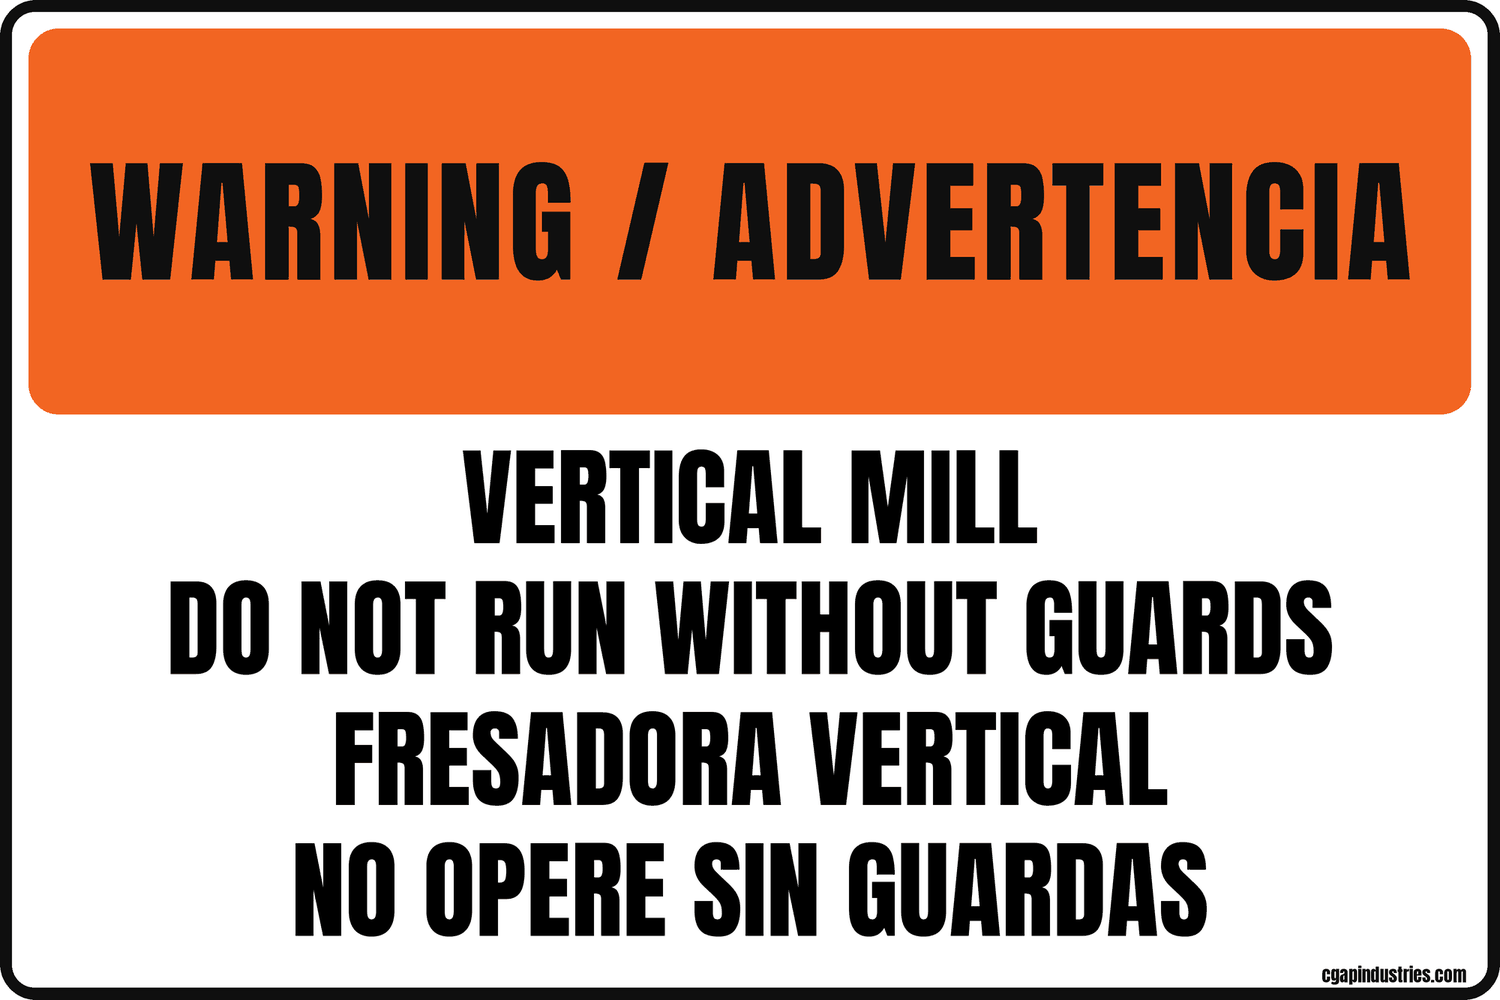 WARNING / ADVERTENCIA
VERTICAL MILL
DO NOT RUN WITHOUT GUARDS
FRESADORA VERTICAL
NO OPERE SIN GUARDAS
cgapindustries.com